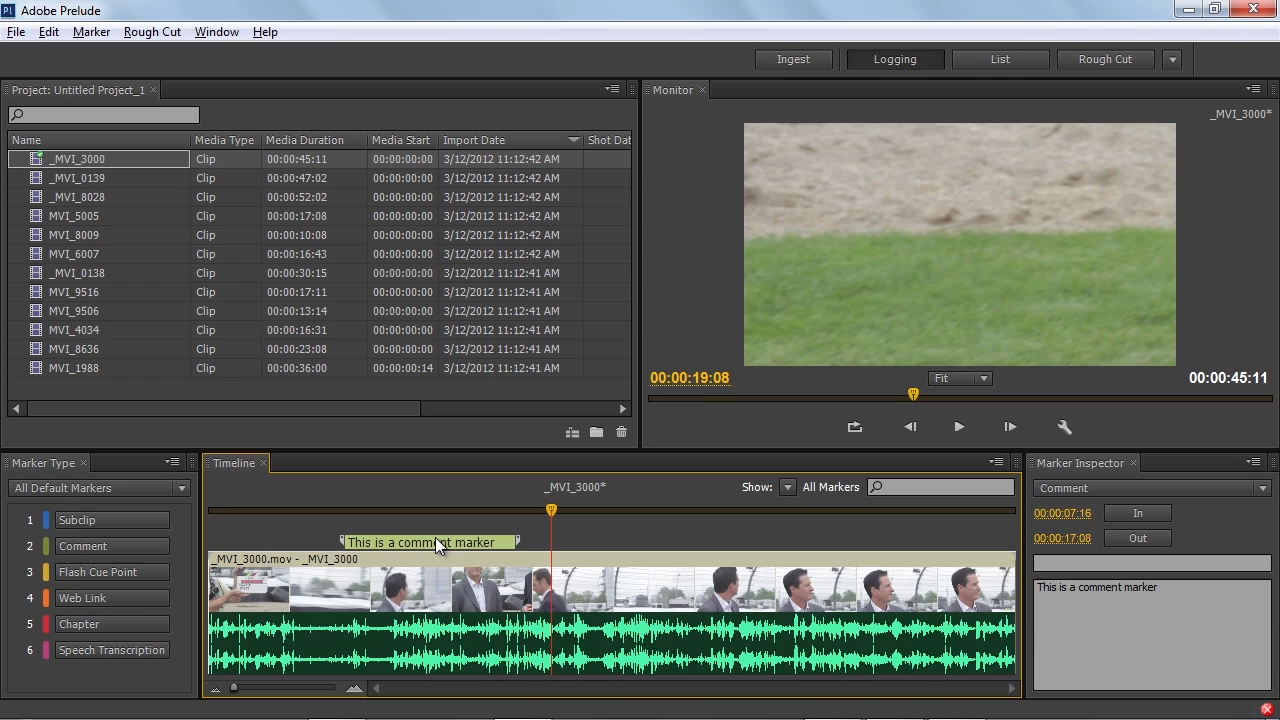 Pl Adobe Prelude
File Edit Marker Rough Cut Window Help
Ingest Logging List Rough Cut
Project: Untitled Project_1
Name Media Type Media Duration Media Start Import Date Shot Dat
_MVI_3000 Clip 00:00:45:11 00:00:00:00 3/12/2012 11:12:42 AM
_MVI_0139 Clip 00:00:47:02 00:00:00:00 3/12/2012 11:12:42 AM
_MVI_8028 Clip 00:00:52:02 00:00:00:00 3/12/2012 11:12:42 AM
MVI_5005 Clip 00:00:17:08 00:00:00:00 3/12/2012 11:12:42 AM
MVI_8009 Clip 00:00:10:08 00:00:00:00 3/12/2012 11:12:42 AM
MVI_6007 Clip 00:00:16:43 00:00:00:00 3/12/2012 11:12:42 AM
_MVI_0138 Clip 00:00:30:15 00:00:00:00 3/12/2012 11:12:41 AM
MVI_9516 Clip 00:00:17:11 00:00:00:00 3/12/2012 11:12:41 AM
MVI_9506 Clip 00:00:13:14 00:00:00:00 3/12/2012 11:12:41 AM
MVI_4034 Clip 00:00:16:31 00:00:00:00 3/12/2012 11:12:41 AM
MVI_8636 Clip 00:00:23:08 00:00:00:00 3/12/2012 11:12:41 AM
MVI_1988 Clip 00:00:36:00 00:00:00:14 3/12/2012 11:12:41 AM
Monitor
_MVI_3000*
00:00:19:08 Fit 00:00:45:11
Marker Type
All Default Markers
1 Subclip
2 Comment
3 Flash Cue Point
4 Web Link
5 Chapter
6 Speech Transcription
Timeline
_MVI_3000* Show: All Markers
This is a comment marker
_MVI_3000.mov - _MVI_3000
Marker Inspector
Comment
00:00:07:16 In
00:00:17:08 Out
This is a comment marker